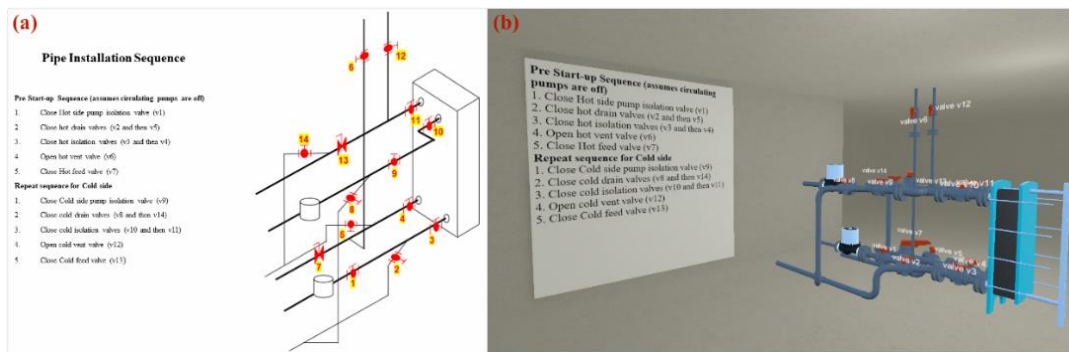 (a)
Pipe Installation Sequence
Pre Start-up Sequence (assumes circulating pumps are off)
1. Close Hot side pump isolation valve (v1)
2. Close hot drain valves (v2 and then v5)
3. Close hot isolation valves (v3 and then v4)
4. Open hot vent valve (v6)
5. Close Hot feed valve (v7)
Repeat sequence for Cold side
1. Close Cold side pump isolation valve (v9)
2. Close cold drain valves (v8 and then v14)
3. Close cold isolation valves (v10 and then v11)
4. Open cold vent valve (v12)
5. Close Cold feed valve (v13)
6
12
11
10
14
13
9
8
4
5
3
7
2
1
(b)
Pre Start-up Sequence (assumes circulating
pumps are off)
1. Close Hot side pump isolation valve (v1)
2. Close hot drain valves (v2 and then v5)
3. Close hot isolation valves (v3 and then v4)
4. Open hot vent valve (v6)
5. Close Hot feed valve (v7)
Repeat sequence for Cold side
1. Close Cold side pump isolation valve (v9)
2. Close cold drain valves (v8 and then v14)
3. Close cold isolation valves (v10 and then v11)
4. Open cold vent valve (v12)
5. Close Cold feed valve (v13)
valve v12
valve v6
valve v14
valve v8
valve v9
valve v7
valve v5
valve v2
valve v3